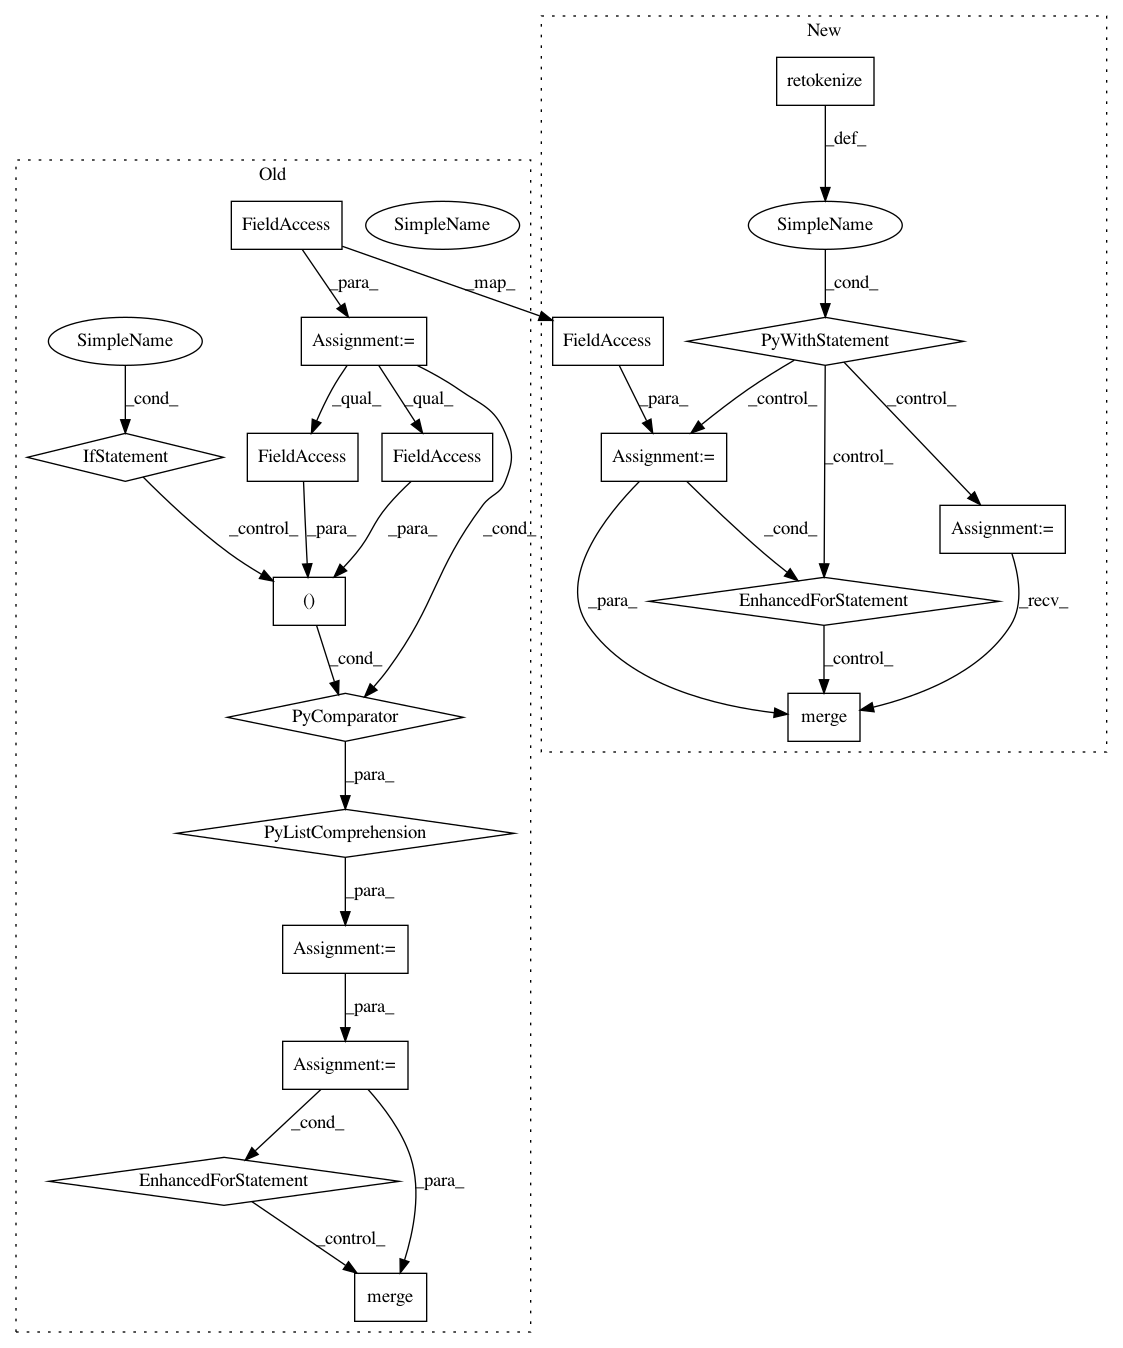 New
retokenize
_def_
Old
SimpleName
_cond_
FieldAccess
SimpleName
_para_
_map_
SimpleName
Assignment:=
FieldAccess
PyWithStatement
_cond_
_qual_
_qual_
_para_
_control_
_control_
IfStatement
FieldAccess
FieldAccess
Assignment:=
_control_
_control_
_para_
_para_
_cond_
_cond_
Assignment:=
()
_para_
EnhancedForStatement
_recv_
_cond_
_control_
PyComparator
merge
_para_
PyListComprehension
_para_
Assignment:=
_para_
Assignment:=
_cond_
EnhancedForStatement
_para_
_control_
merge